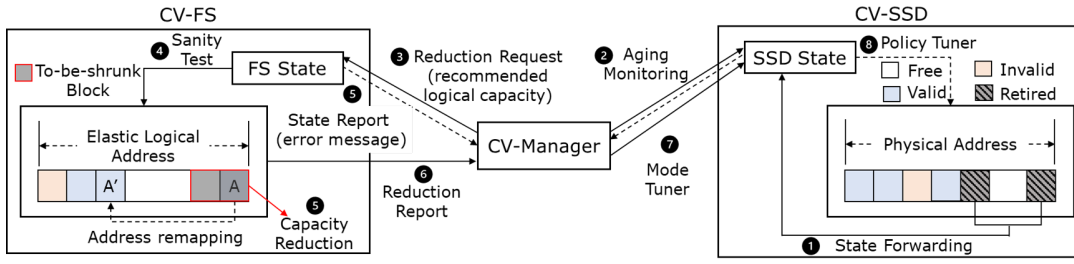 CV-FS
4 Sanity
Test
To-be-shrunk
Block
FS State
Elastic Logical
Address
A'
A
Address remapping
5
Capacity
Reduction
3 Reduction Request
(recommended
logical capacity)
5
State Report
(error message)
6
Reduction
Report
CV-Manager
2 Aging
Monitoring
7
Mode
Tuner
CV-SSD
SSD State
8 Policy Tuner
Free
Invalid
Valid
Retired
Physical Address
1 State Forwarding